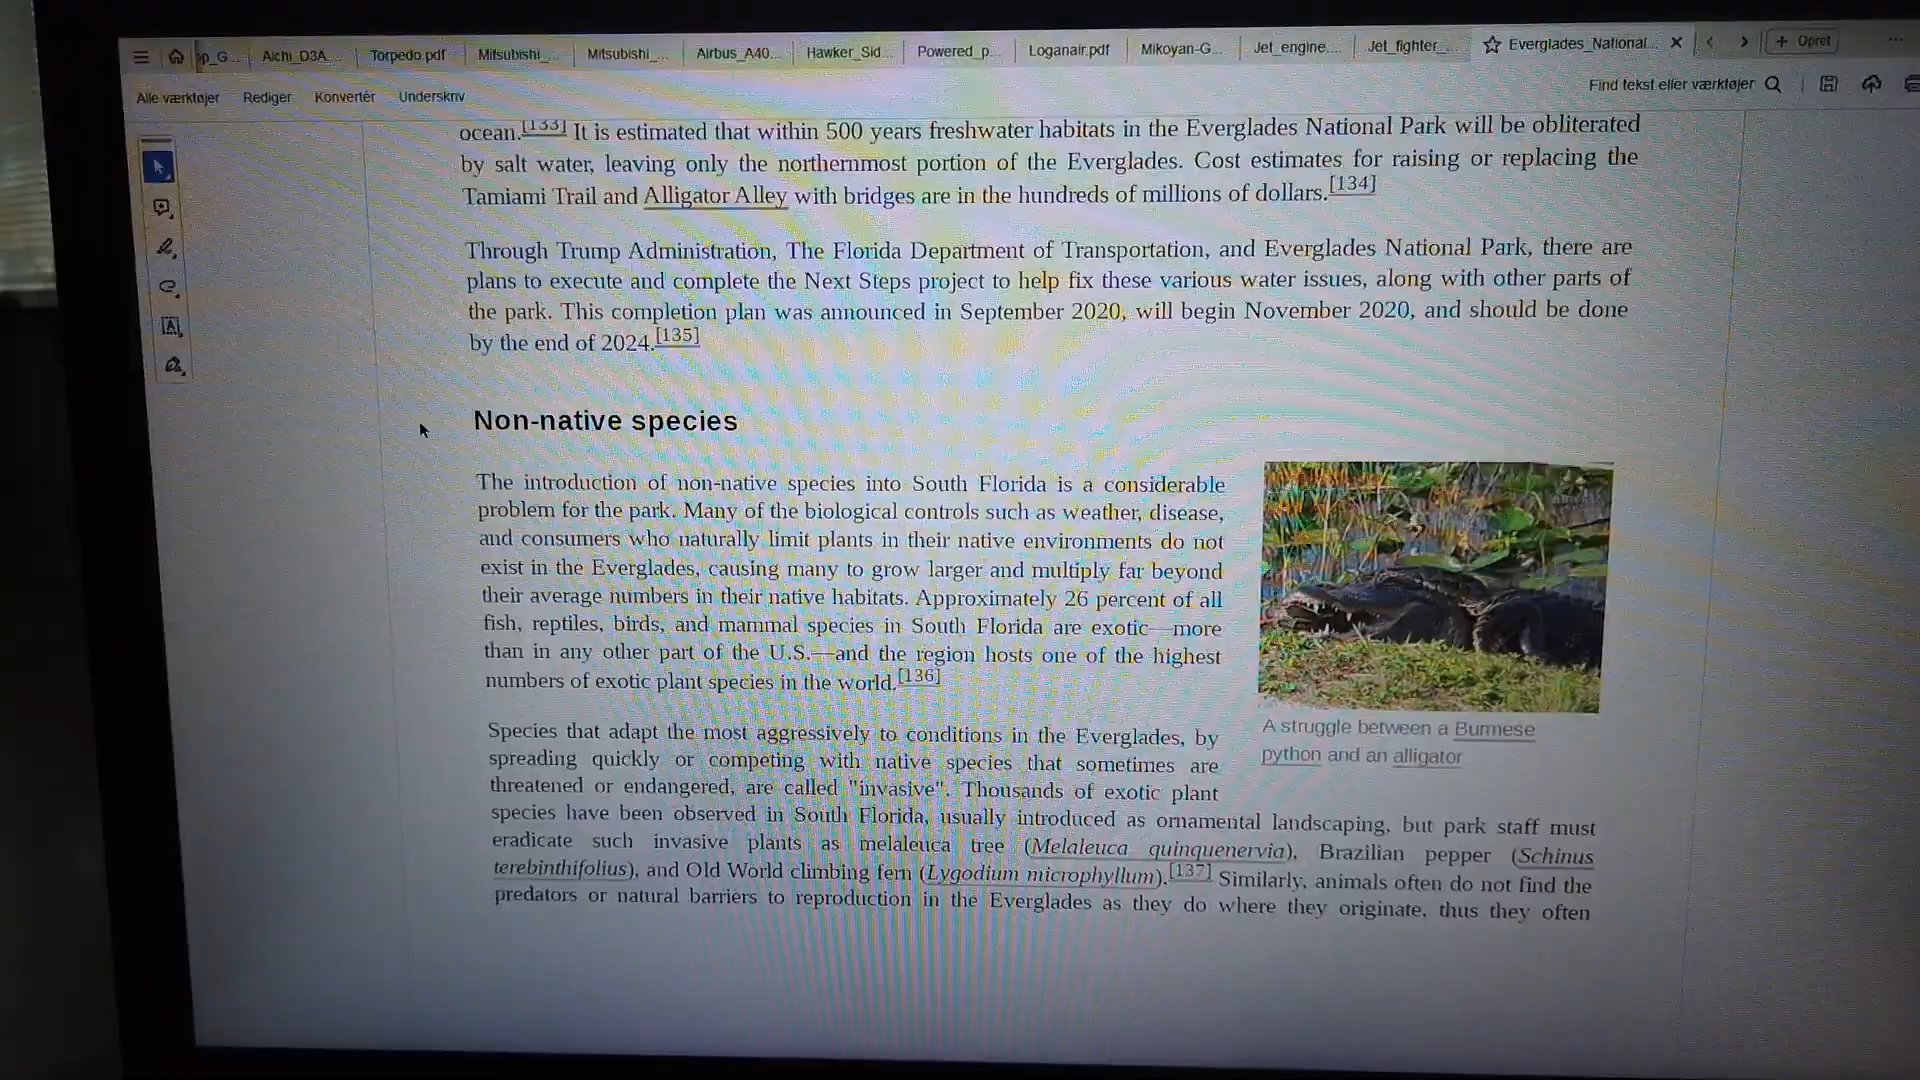 Aichi_D3A...
Torpedo.pdf
Mitsubishi_...
Mitsubishi_...
Airbus_A40...
Hawker_Sid...
Powered_p...
Loganair.pdf
Mikoyan-G...
Jet_engine....
Jet_fighter_...
Everglades_National...
Opret
Alle værktøjer Rediger Konvertér Underskriv
Find tekst eller værktøjer
ocean.[133] It is estimated that within 500 years freshwater habitats in the Everglades National Park will be obliterated
by salt water, leaving only the northernmost portion of the Everglades. Cost estimates for raising or replacing the
Tamiami Trail and Alligator Alley with bridges are in the hundreds of millions of dollars.[134]
Through Trump Administration, The Florida Department of Transportation, and Everglades National Park, there are
plans to execute and complete the Next Steps project to help fix these various water issues, along with other parts of
the park. This completion plan was announced in September 2020, will begin November 2020, and should be done
by the end of 2024.[135]
Non-native species
The introduction of non-native species into South Florida is a considerable
problem for the park. Many of the biological controls such as weather, disease,
and consumers who naturally limit plants in their native environments do not
exist in the Everglades, causing many to grow larger and multiply far beyond
their average numbers in their native habitats. Approximately 26 percent of all
fish, reptiles, birds, and mammal species in South Florida are exotic—more
than in any other part of the U.S.—and the region hosts one of the highest
numbers of exotic plant species in the world.[136]
A struggle between a Burmese
python and an alligator
Species that adapt the most aggressively to conditions in the Everglades, by
spreading quickly or competing with native species that sometimes are
threatened or endangered, are called "invasive". Thousands of exotic plant
species have been observed in South Florida, usually introduced as ornamental landscaping, but park staff must
eradicate such invasive plants as melaleuca tree (Melaleuca quinquenervia), Brazilian pepper (Schinus
terebinthifolius), and Old World climbing fern (Lygodium microphyllum).[137] Similarly, animals often do not find the
predators or natural barriers to reproduction in the Everglades as they do where they originate, thus they often